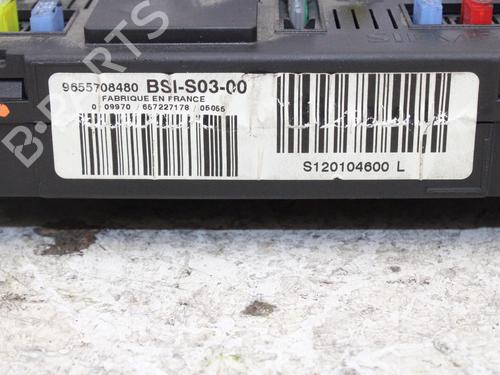 9655708480 BSI-S03-00
FABRIQUE EN FRANCE
0 09970 / 657227178 / 05055
S120104600 L
B-PARTS